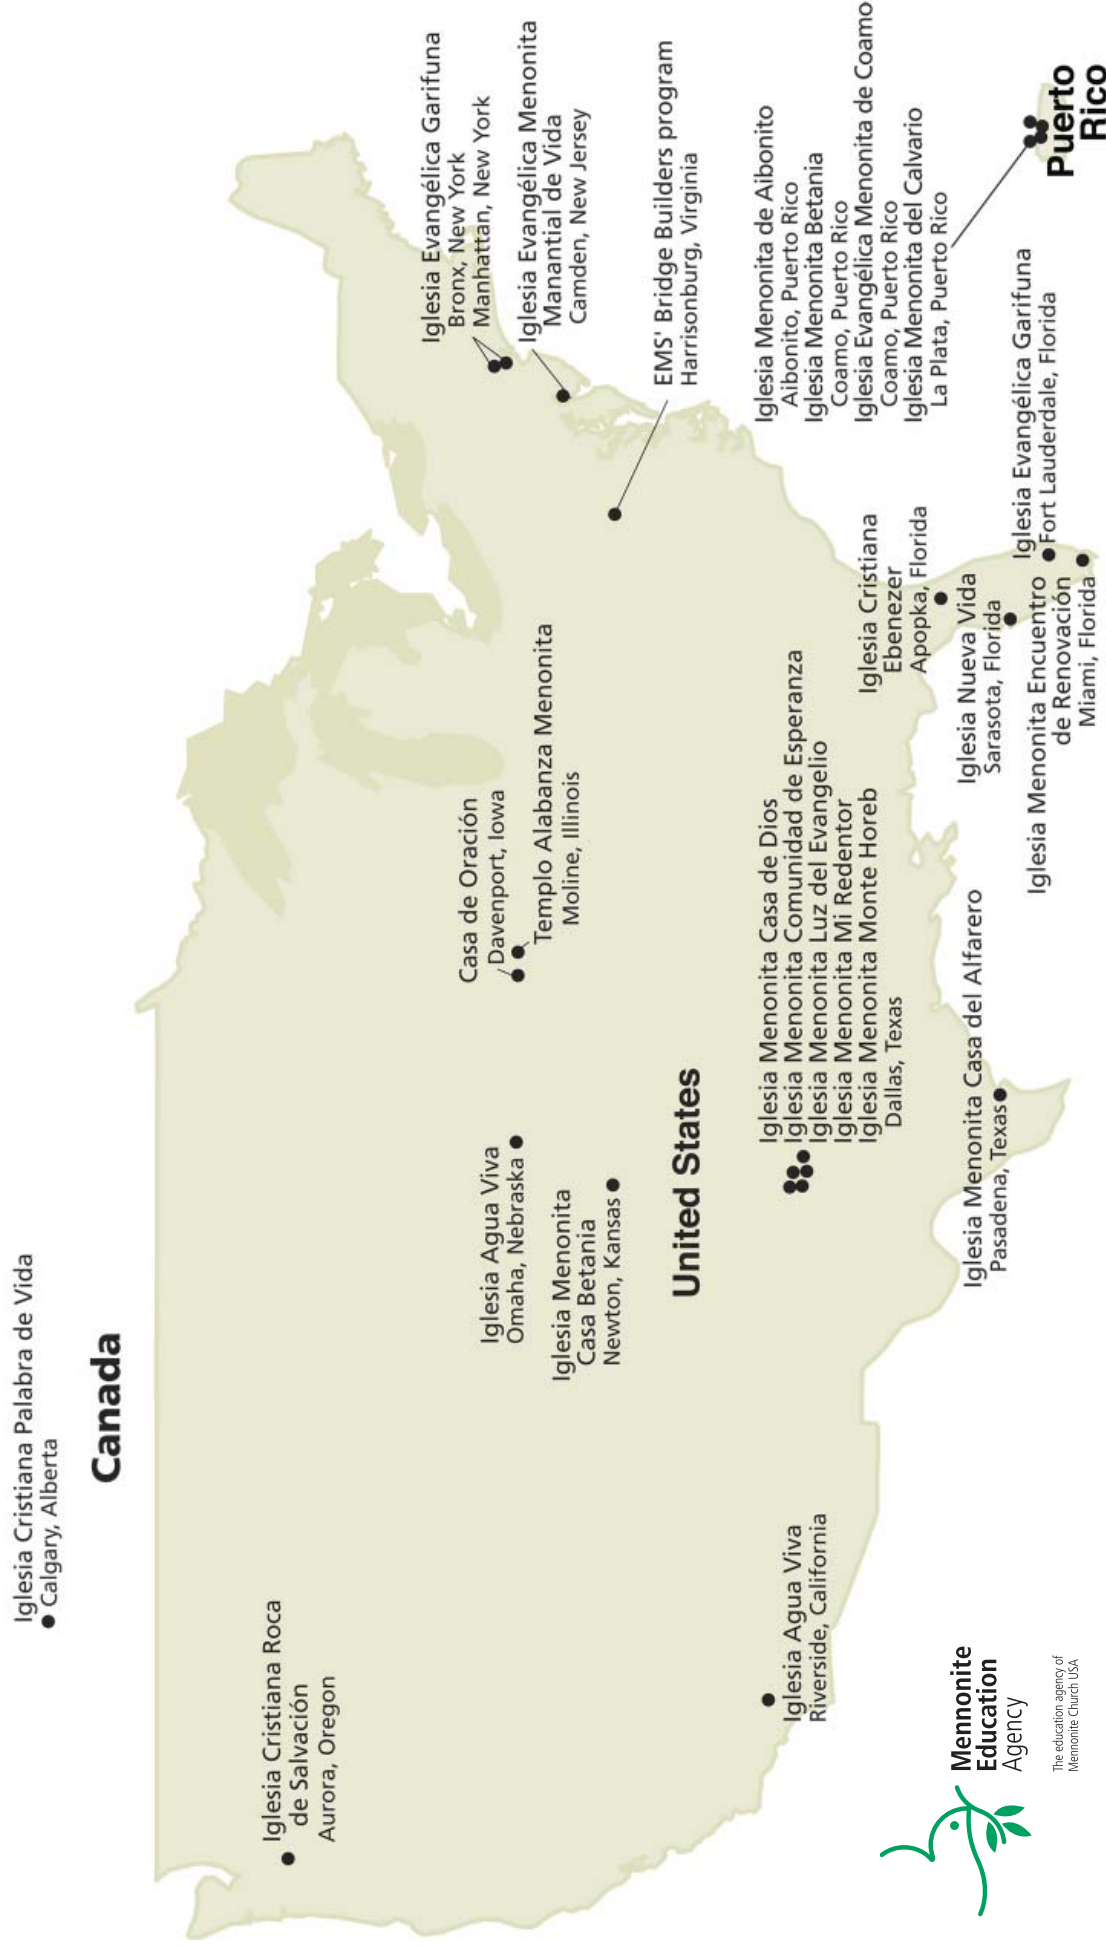 Iglesia Cristiana Palabra de Vida
Calgary, Alberta
Canada
Iglesia Cristiana Roca
de Salvación
Aurora, Oregon
Iglesia Evangélica Garifuna
Bronx, New York
Manhattan, New York
Iglesia Evangélica Menonita
Manantial de Vida
Camden, New Jersey
Casa de Oración
Davenport, Iowa
Templo Alabanza Menonita
Moline, Illinois
Iglesia Agua Viva
Omaha, Nebraska
Iglesia Menonita
Casa Betania
Newton, Kansas
EMS' Bridge Builders program
Harrisonburg, Virginia
United States
Iglesia Menonita de Aibonito
Aibonito, Puerto Rico
Iglesia Menonita Betania
Coamo, Puerto Rico
Iglesia Evangélica Menonita de Coamo
Coamo, Puerto Rico
Iglesia Menonita del Calvario
La Plata, Puerto Rico
Puerto
Rico
Iglesia Menonita Casa de Dios
Iglesia Menonita Comunidad de Esperanza
Iglesia Menonita Luz del Evangelio
Iglesia Menonita Mi Redentor
Iglesia Menonita Monte Horeb
Dallas, Texas
Iglesia Agua Viva
Riverside, California
Iglesia Cristiana
Ebenezer
Apopka, Florida
Iglesia Nueva Vida
Sarasota, Florida
Iglesia Evangélica Garifuna
Fort Lauderdale, Florida
Iglesia Menonita Encuentro
de Renovación
Miami, Florida
Iglesia Menonita Casa del Alfarero
Pasadena, Texas
Mennonite
Education
Agency
The education agency of
Mennonite Church USA